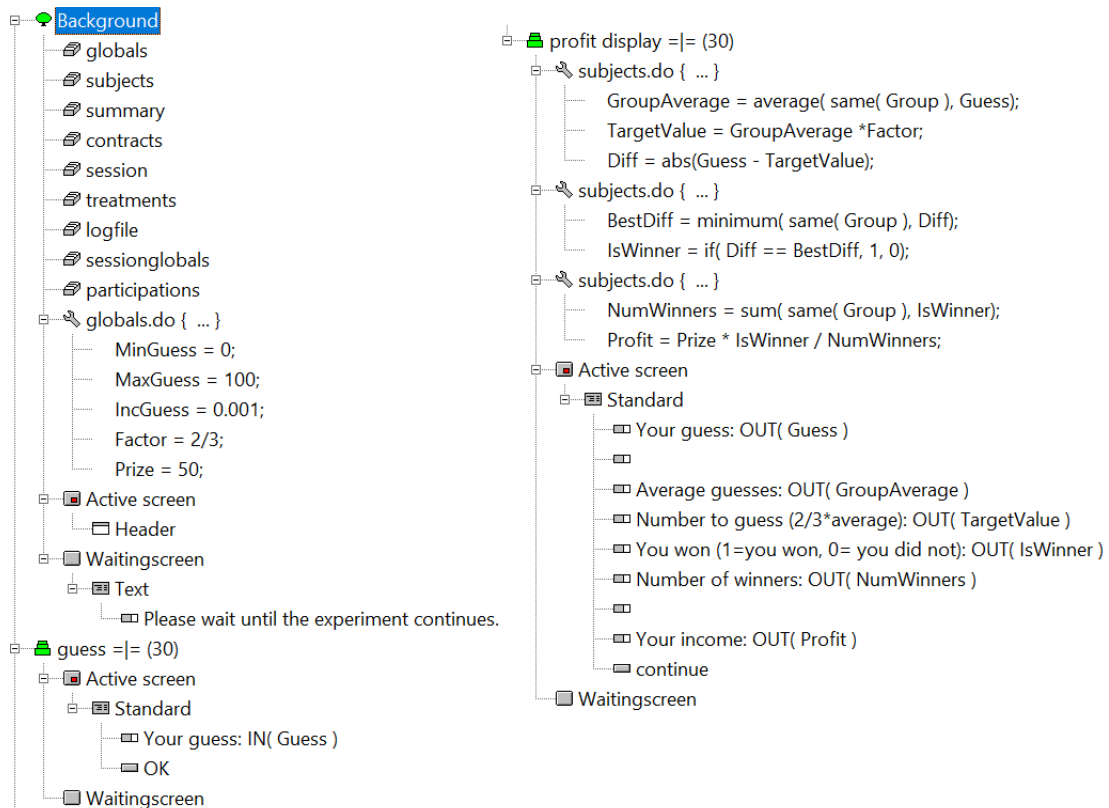 Background
globals
subjects
summary
contracts
session
treatments
logfile
sessionglobals
participations
globals.do { ... }
MinGuess = 0;
MaxGuess = 100;
IncGuess = 0.001;
Factor = 2/3;
Prize = 50;
Active screen
Header
Waitingscreen
Text
Please wait until the experiment continues.
guess =|= (30)
Active screen
Standard
Your guess: IN( Guess )
OK
Waitingscreen
profit display =|= (30)
subjects.do { ... }
GroupAverage = average( same( Group ), Guess);
TargetValue = GroupAverage *Factor;
Diff = abs(Guess - TargetValue);
subjects.do { ... }
BestDiff = minimum( same( Group ), Diff);
IsWinner = if( Diff == BestDiff, 1, 0);
subjects.do { ... }
NumWinners = sum( same( Group ), IsWinner);
Profit = Prize * IsWinner / NumWinners;
Active screen
Standard
Your guess: OUT( Guess )
Average guesses: OUT( GroupAverage )
Number to guess (2/3*average): OUT( TargetValue )
You won (1=you won, 0= you did not): OUT( IsWinner )
Number of winners: OUT( NumWinners )
Your income: OUT( Profit )
continue
Waitingscreen